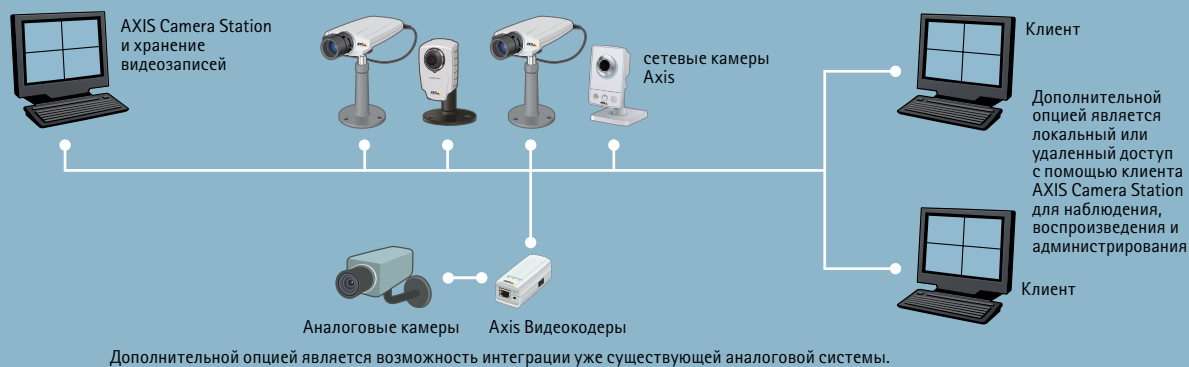 AXIS Camera Station
и хранение
видеозаписей
сетевые камеры
Axis
Клиент
Дополнительной
опцией является
локальный или
удаленный доступ
с помощью клиента
AXIS Camera Station
для наблюдения,
воспроизведения и
администрирования
Клиент
Аналоговые камеры
Axis Видеокодеры
Дополнительной опцией является возможность интеграции уже существующей аналоговой системы.